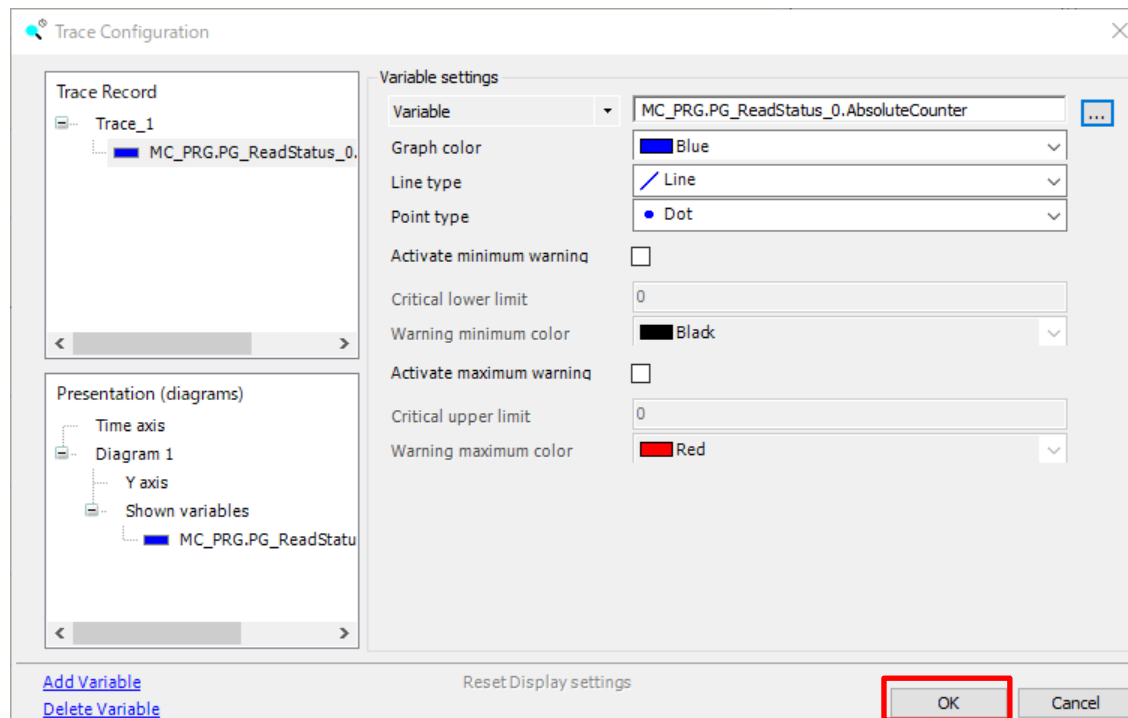 Trace Configuration
Trace Record
Trace_1
MC_PRG.PG_ReadStatus_0.
Presentation (diagrams)
Time axis
Diagram 1
Y axis
Shown variables
MC_PRG.PG_ReadStatu
Variable settings
Variable
MC_PRG.PG_ReadStatus_0.AbsoluteCounter
...
Graph color
Blue
Line type
Line
Point type
Dot
Activate minimum warning
Critical lower limit
0
Warning minimum color
Black
Activate maximum warning
Critical upper limit
0
Warning maximum color
Red
Add Variable
Delete Variable
Reset Display settings
OK
Cancel